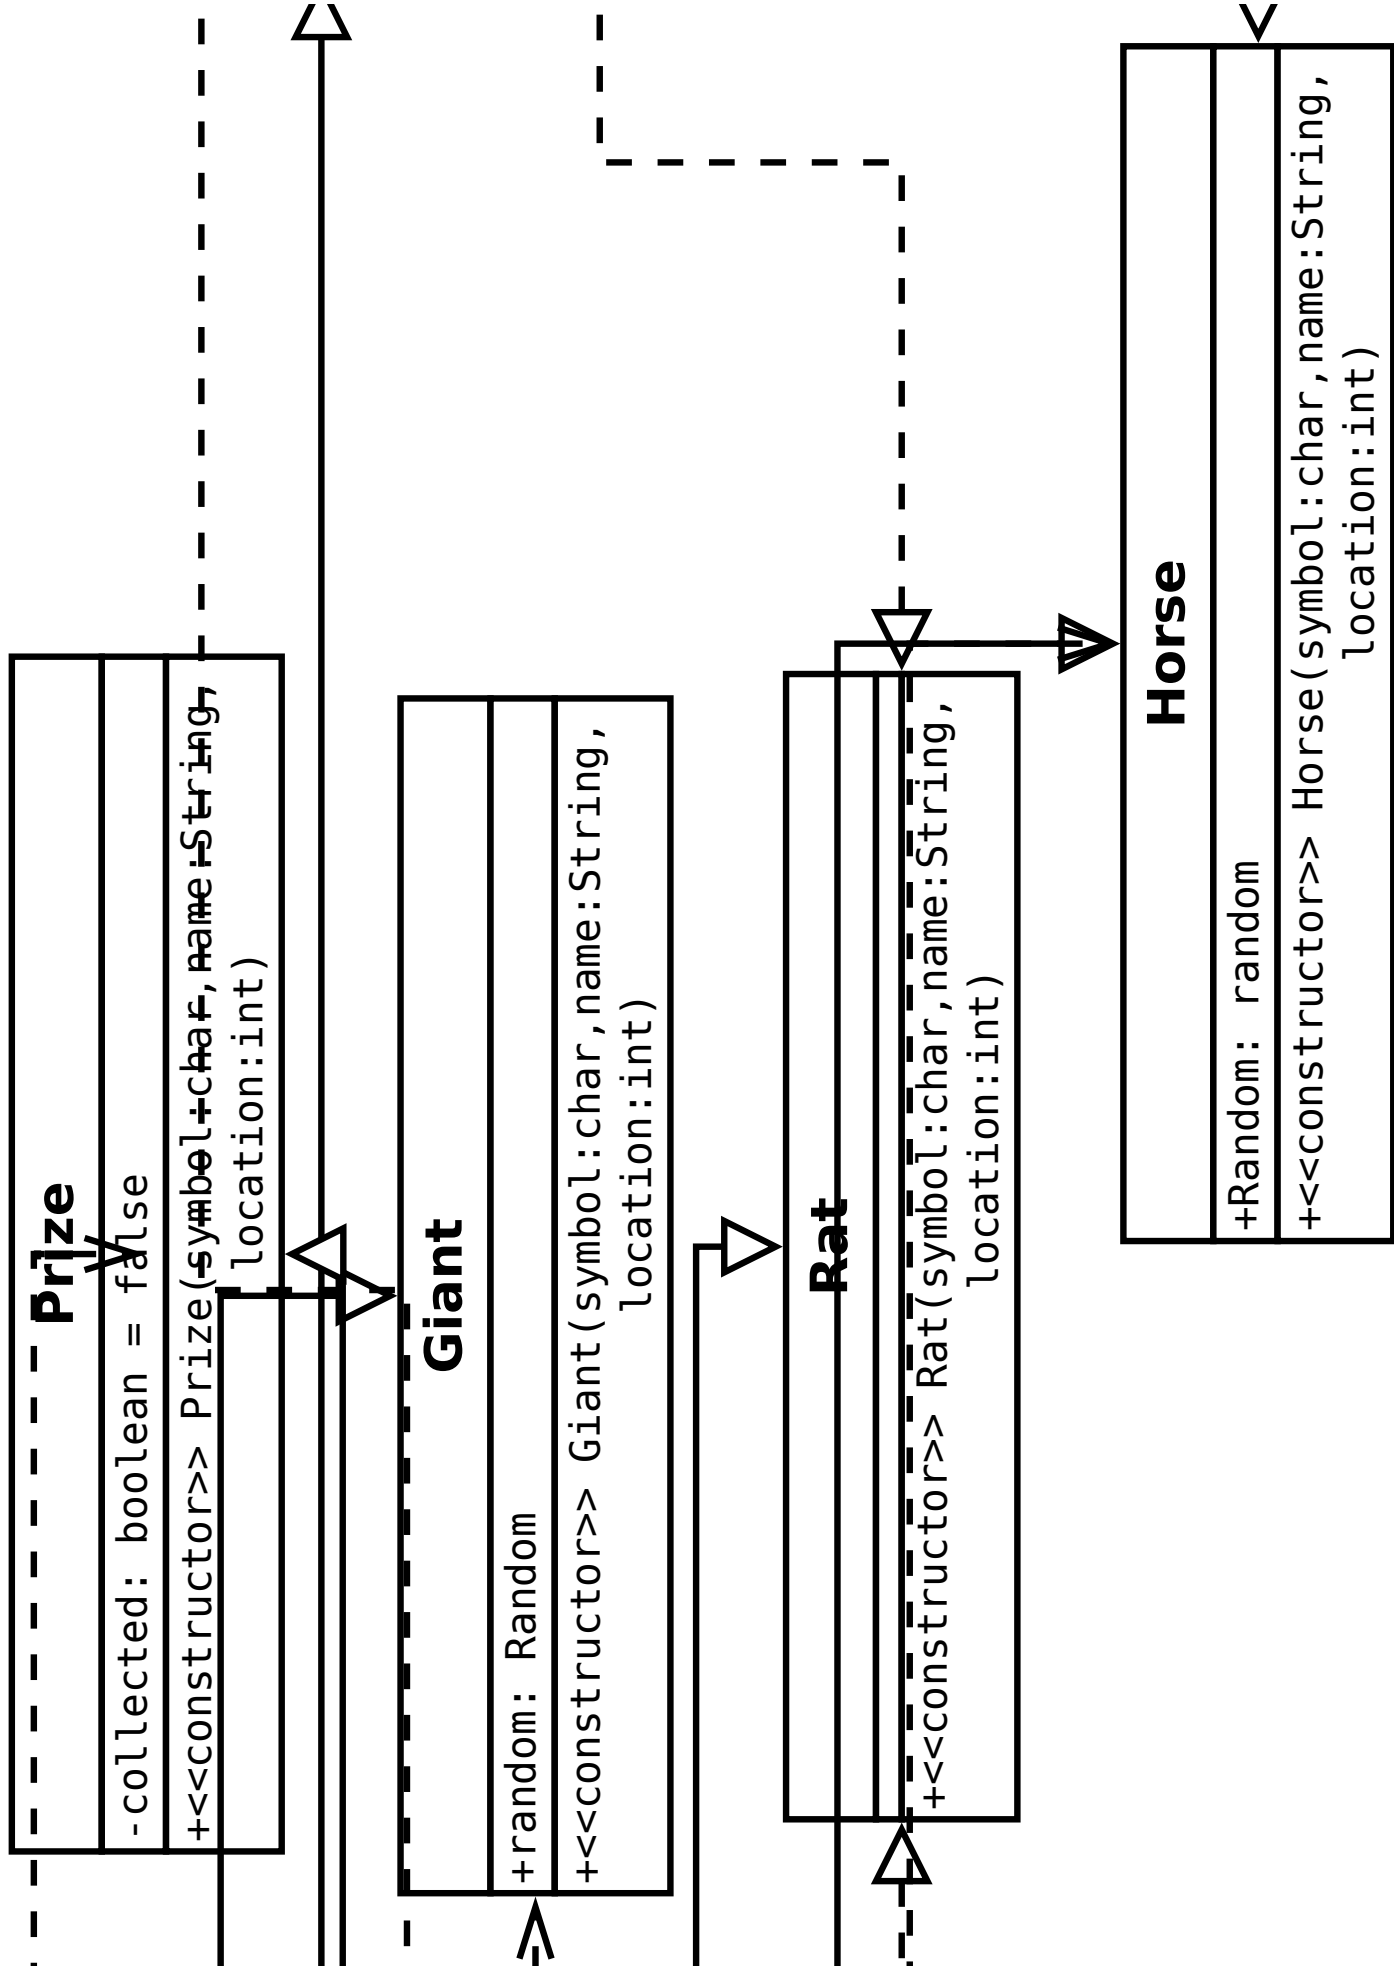 Prize
-collected: boolean = false
+<<constructor>> Prize(symbol:char,name:String,
location:int)
Giant
+random: Random
+<<constructor>> Giant(symbol:char,name:String,
location:int)
Rat
+<<constructor>> Rat(symbol:char,name:String,
location:int)
Horse
+Random: random
+<<constructor>> Horse(symbol:char,name:String,
location:int)